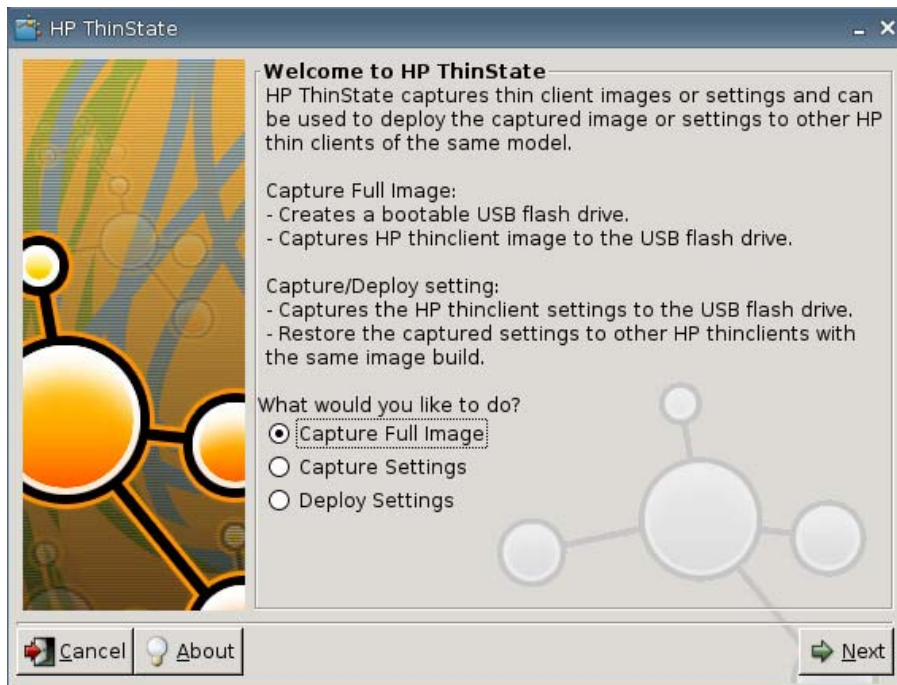 HP ThinState
Welcome to HP ThinState
HP ThinState captures thin client images or settings and can
be used to deploy the captured image or settings to other HP
thin clients of the same model.
Capture Full Image:
- Creates a bootable USB flash drive.
- Captures HP thinclient image to the USB flash drive.
Capture/Deploy setting:
- Captures the HP thinclient settings to the USB flash drive.
- Restore the captured settings to other HP thinclients with
the same image build.
What would you like to do?
Capture Full Image
Capture Settings
Deploy Settings
Cancel
About
Next